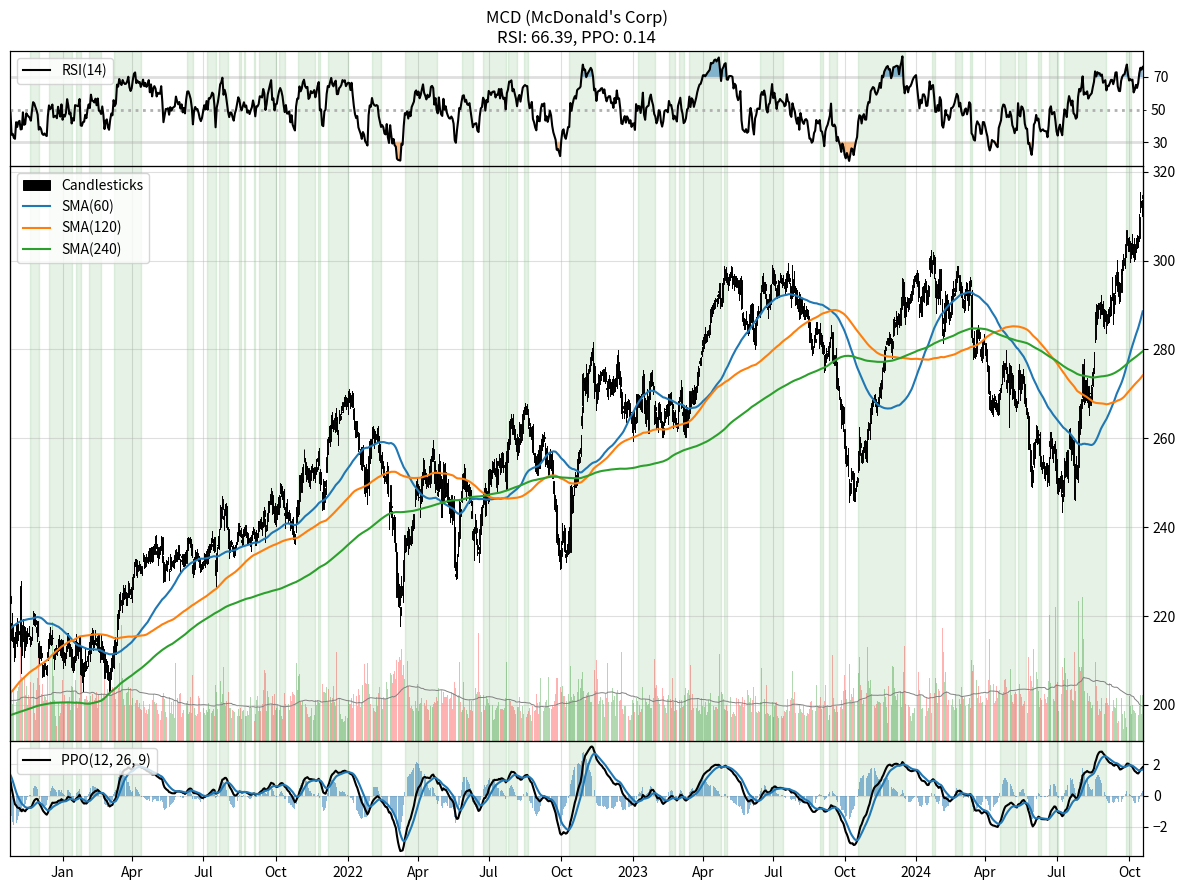 MCD (McDonald's Corp)
RSI: 66.39, PPO: 0.14
RSI(14)
70
50
30
320
Candlesticks
SMA(60)
SMA(120)
SMA(240)
300
280
260
240
220
200
PPO(12, 26, 9)
2
0
−2
Jan Apr Jul Oct 2022 Apr Jul Oct 2023 Apr Jul Oct 2024 Apr Jul Oct